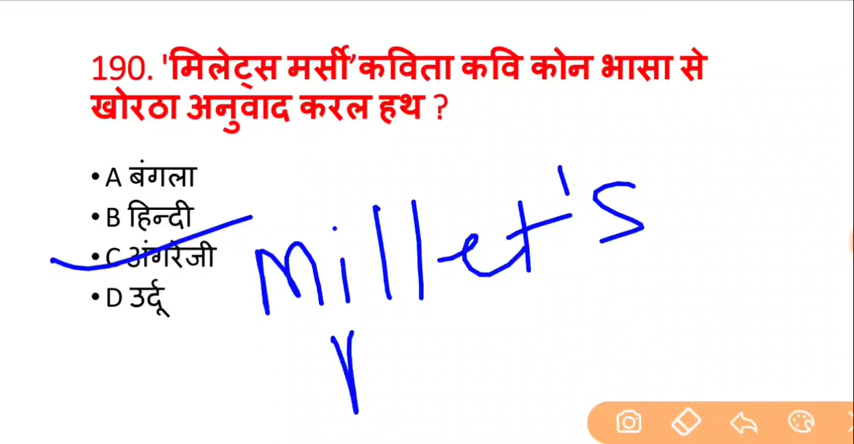 190. 'मिलेट्स मर्सी’ कविता कवि कोन भासा से
खोरठा अनुवाद करल हथ ?
• A बंगला
• B हिन्दी
• C अंगरेजी
• D उर्दू
Millet's